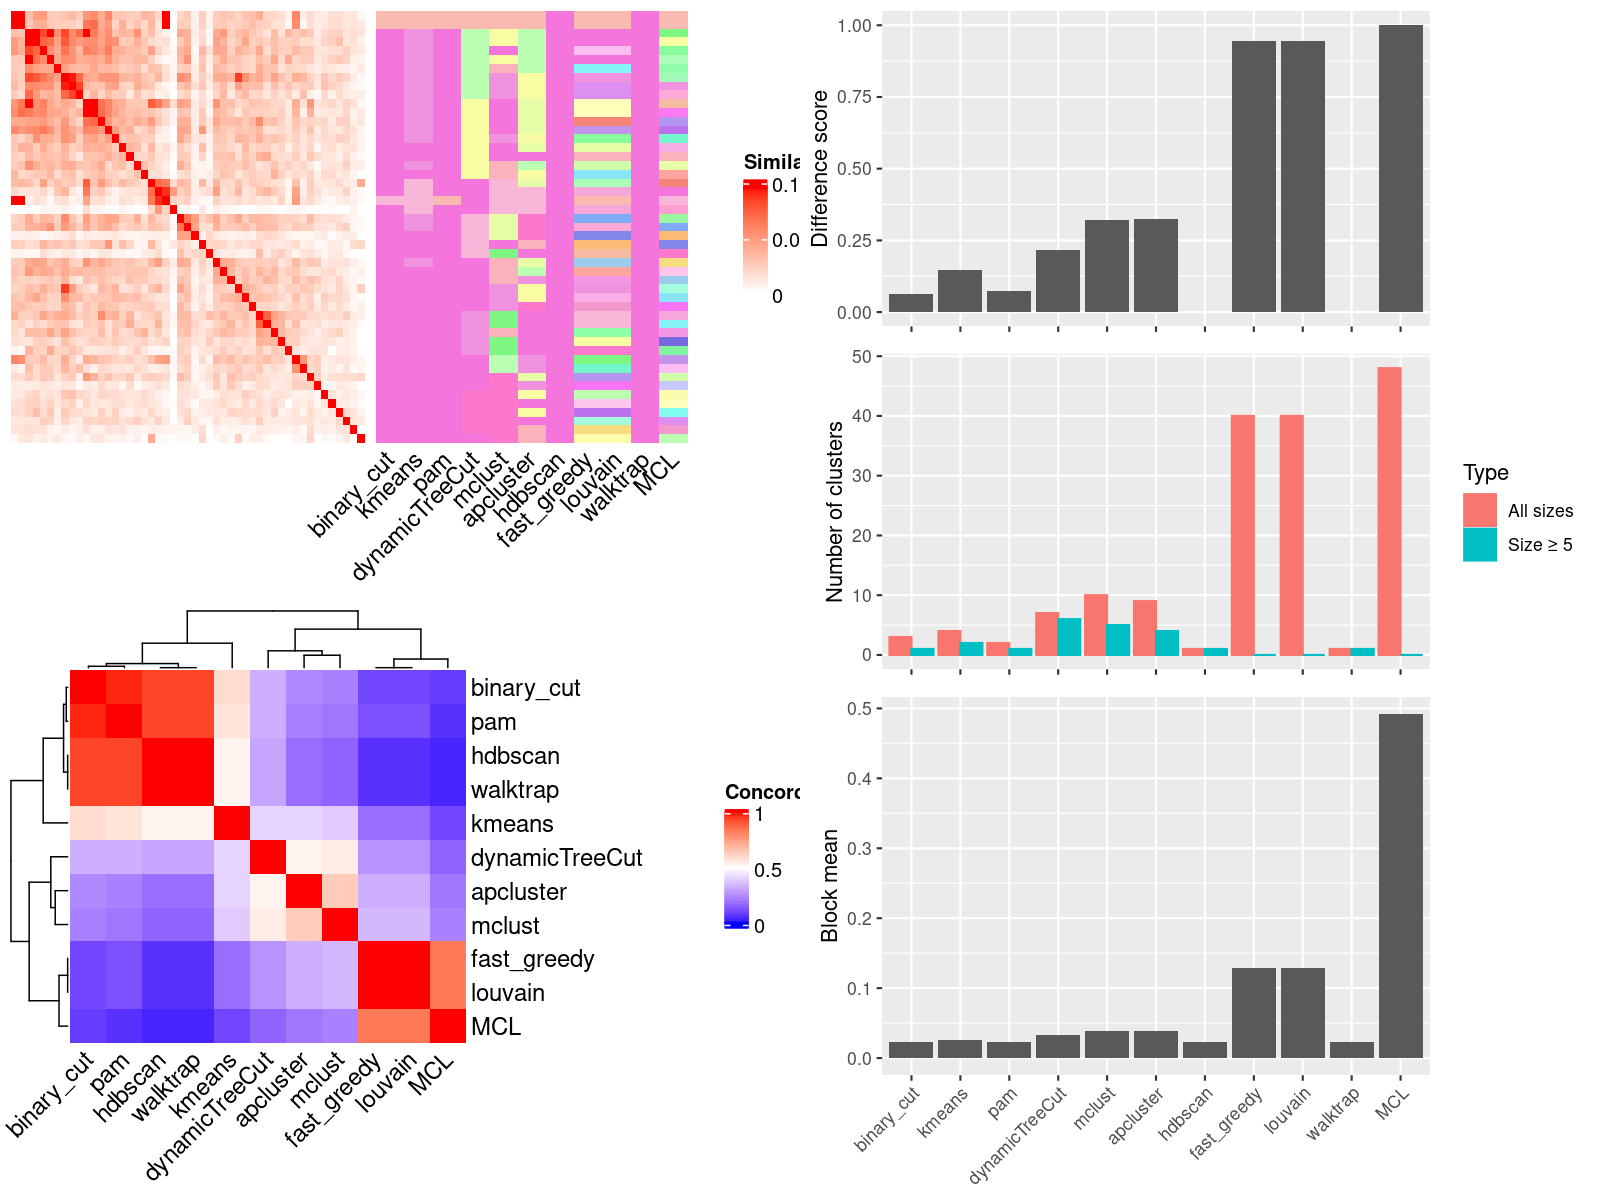 Simila
0.1
0.0
0
binary_cut
kmeans
pam
dynamicTreeCut
mclust
apcluster
hdbscan
fast_greedy
louvain
walktrap
MCL
binary_cut
pam
hdbscan
walktrap
kmeans
dynamicTreeCut
apcluster
mclust
fast_greedy
louvain
MCL
binary_cut
pam
hdbscan
walktrap
kmeans
dynamicTreeCut
apcluster
mclust
fast_greedy
louvain
MCL
Concord
1
0.5
0
Difference score
1.00
0.75
0.50
0.25
0.00
Number of clusters
50
40
30
20
10
0
Type
All sizes
Size ≥ 5
Block mean
0.5
0.4
0.3
0.2
0.1
0.0
binary_cut
kmeans
pam
dynamicTreeCut
mclust
apcluster
hdbscan
fast_greedy
louvain
walktrap
MCL